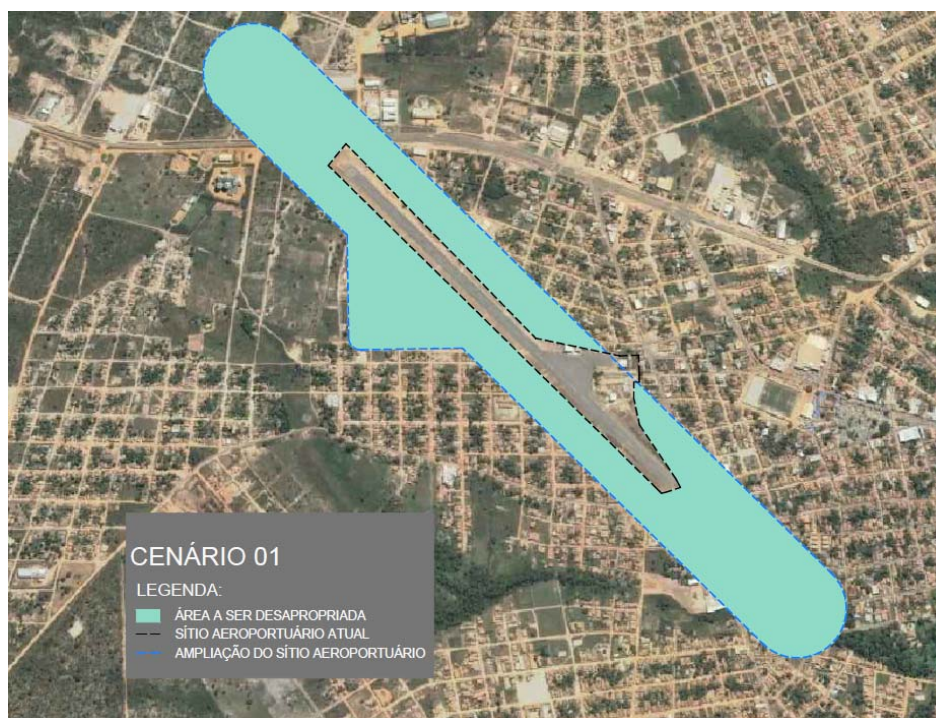 CENÁRIO 01
LEGENDA:
ÁREA A SER DESAPROPRIADA
SÍTIO AEROPORTUÁRIO ATUAL
AMPLIAÇÃO DO SÍTIO AEROPORTUÁRIO